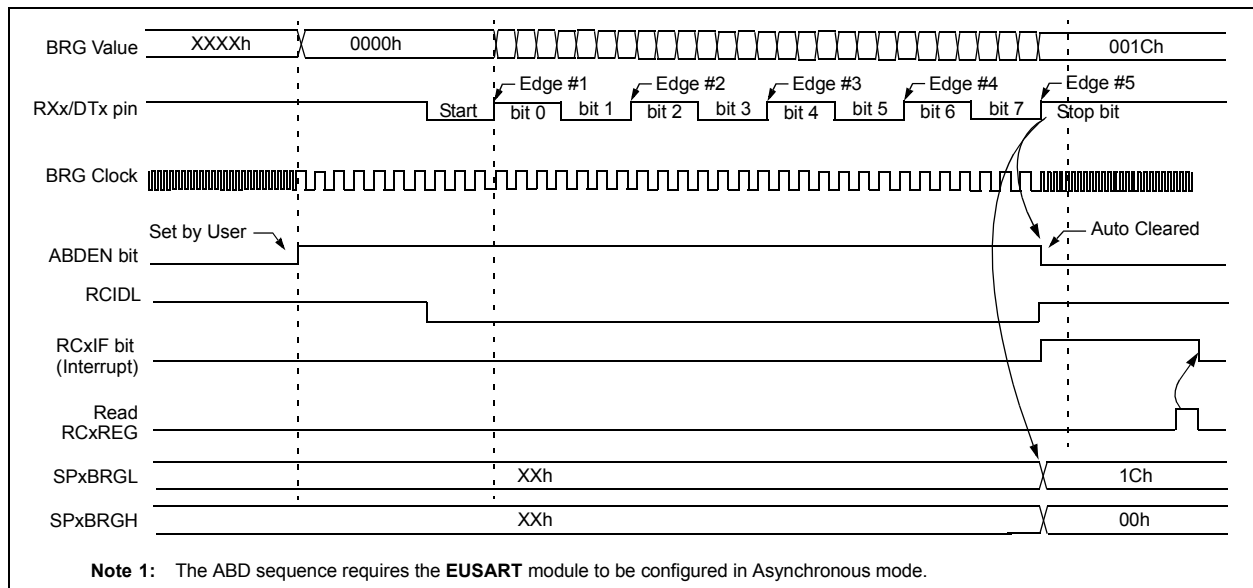 BRG Value XXXXh 0000h 001Ch
Edge #1 Edge #2 Edge #3 Edge #4 Edge #5
RXx/DTx pin Start bit 0 bit 1 bit 2 bit 3 bit 4 bit 5 bit 6 bit 7 Stop bit
BRG Clock
Set by User Auto Cleared
ABDEN bit
RCIDL
RCxIF bit
(Interrupt)
Read
RCxREG
SPxBRGL XXh 1Ch
SPxBRGH XXh 00h
Note 1: The ABD sequence requires the EUSART module to be configured in Asynchronous mode.